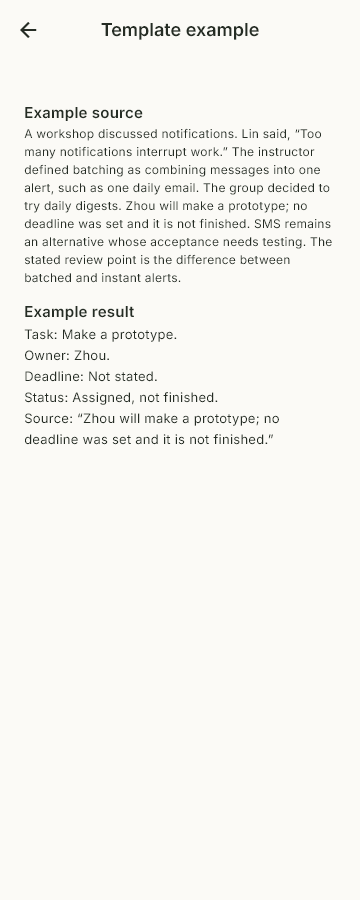 Template example
Example source
A workshop discussed notifications. Lin said, “Too
many notifications interrupt work.” The instructor
defined batching as combining messages into one
alert, such as one daily email. The group decided to
try daily digests. Zhou will make a prototype; no
deadline was set and it is not finished. SMS remains
an alternative whose acceptance needs testing. The
stated review point is the difference between
batched and instant alerts.
Example result
Task: Make a prototype.
Owner: Zhou.
Deadline: Not stated.
Status: Assigned, not finished.
Source: “Zhou will make a prototype; no
deadline was set and it is not finished.”